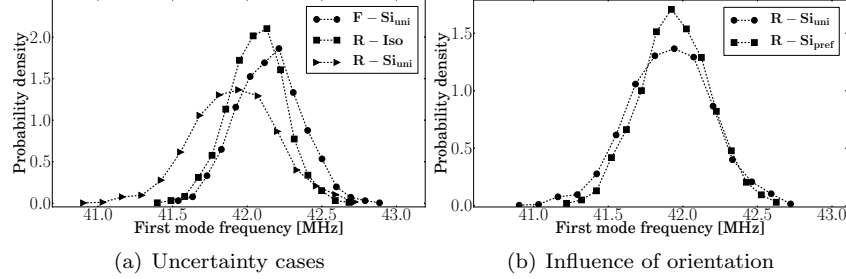 2.0
1.5
1.0
0.5
0.0
Probability density
41.0 41.5 42.0 42.5 43.0
First mode frequency [MHz]
F − Si_uni
R − Iso
R − Si_uni
(a) Uncertainty cases
1.5
1.0
0.5
0.0
Probability density
41.0 41.5 42.0 42.5 43.0
First mode frequency [MHz]
R − Si_uni
R − Si_pref
(b) Influence of orientation